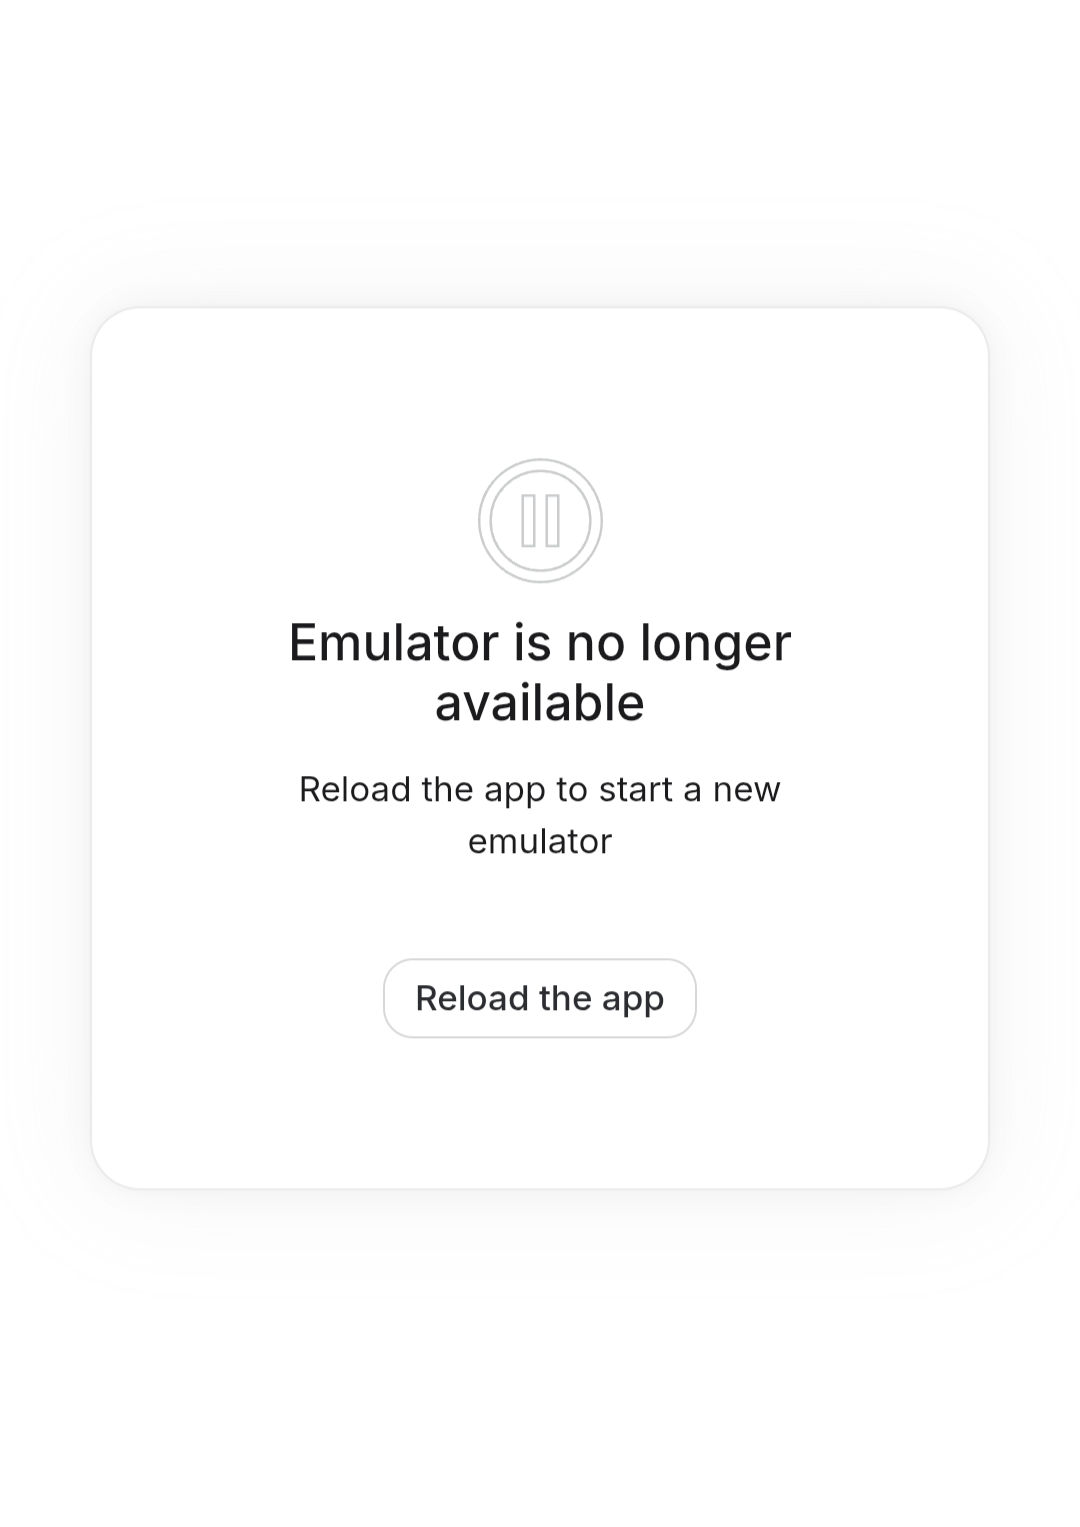 Emulator is no longer
available
Reload the app to start a new
emulator
Reload the app